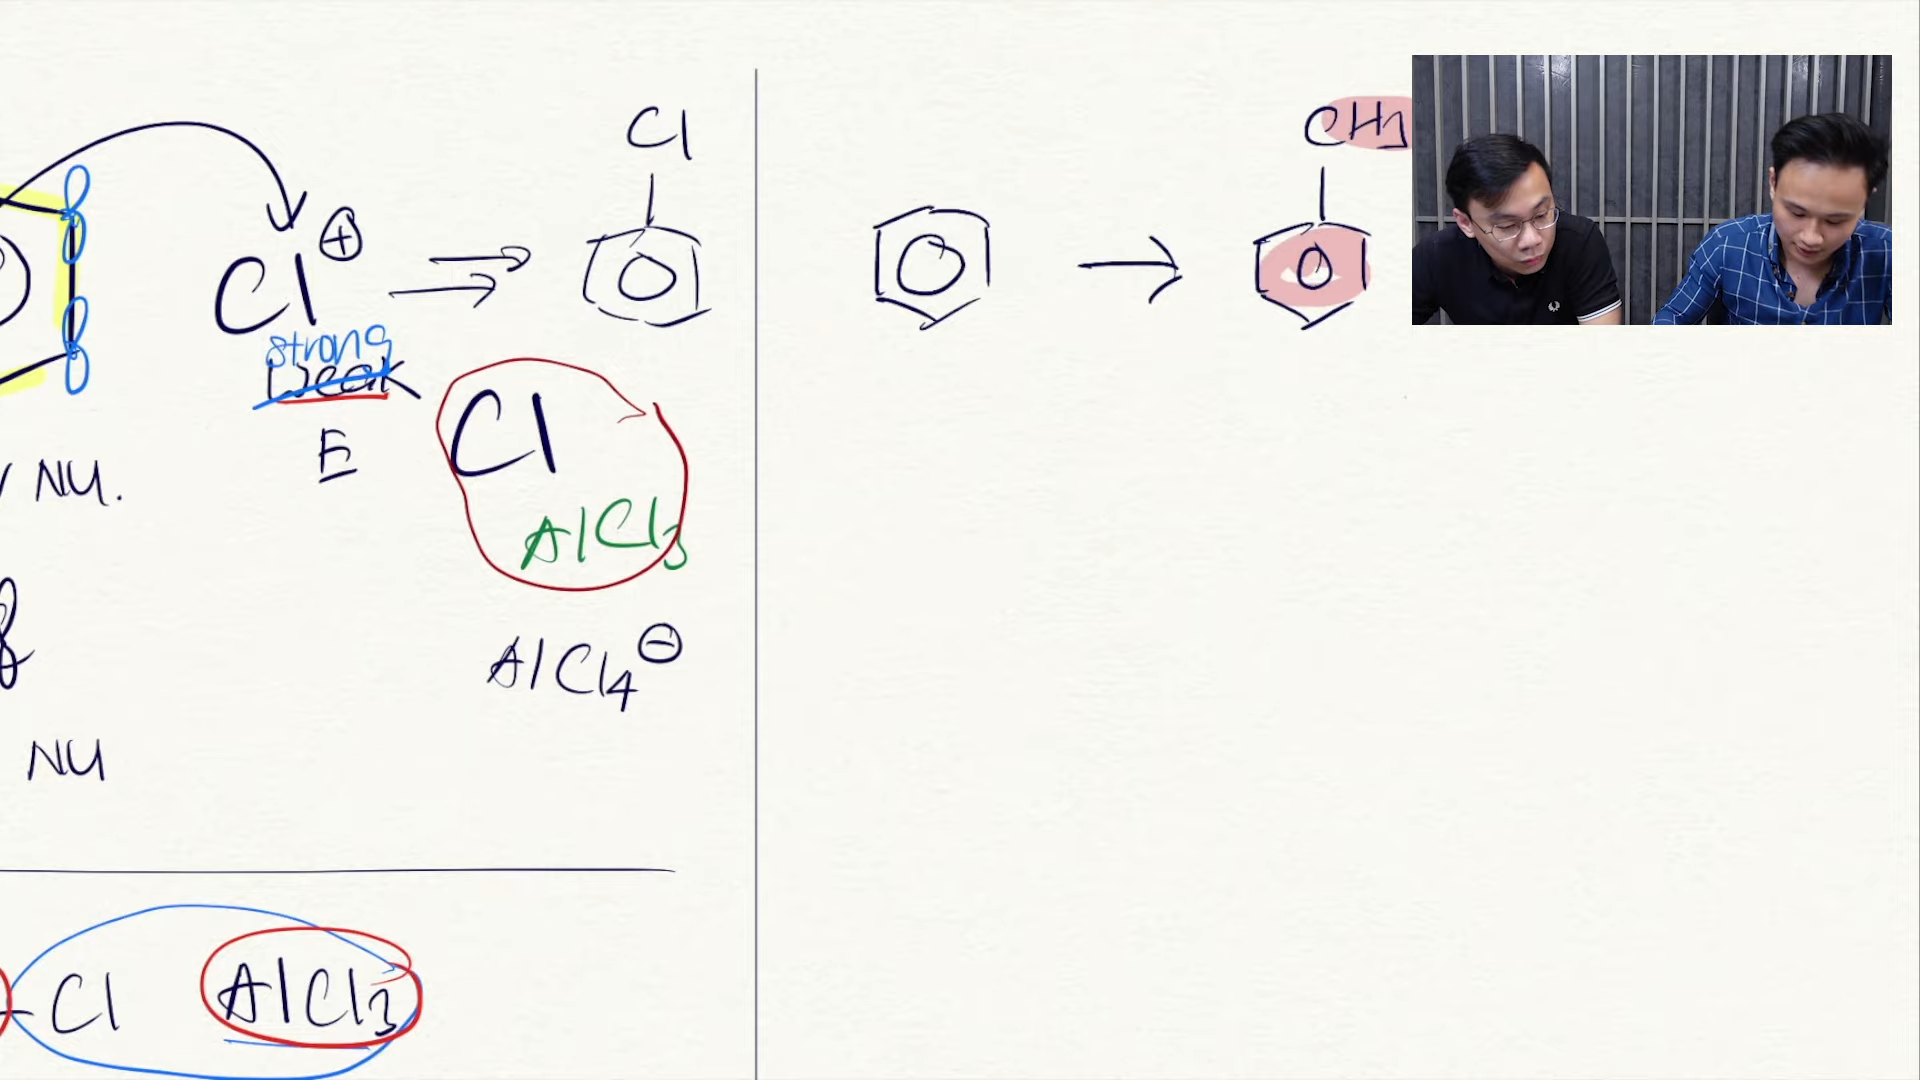 Cl
CH3
Cl ⊕
strong
weak
E
Cl
NU.
AlCl3
AlCl4 ⊖
NU
Cl AlCl3